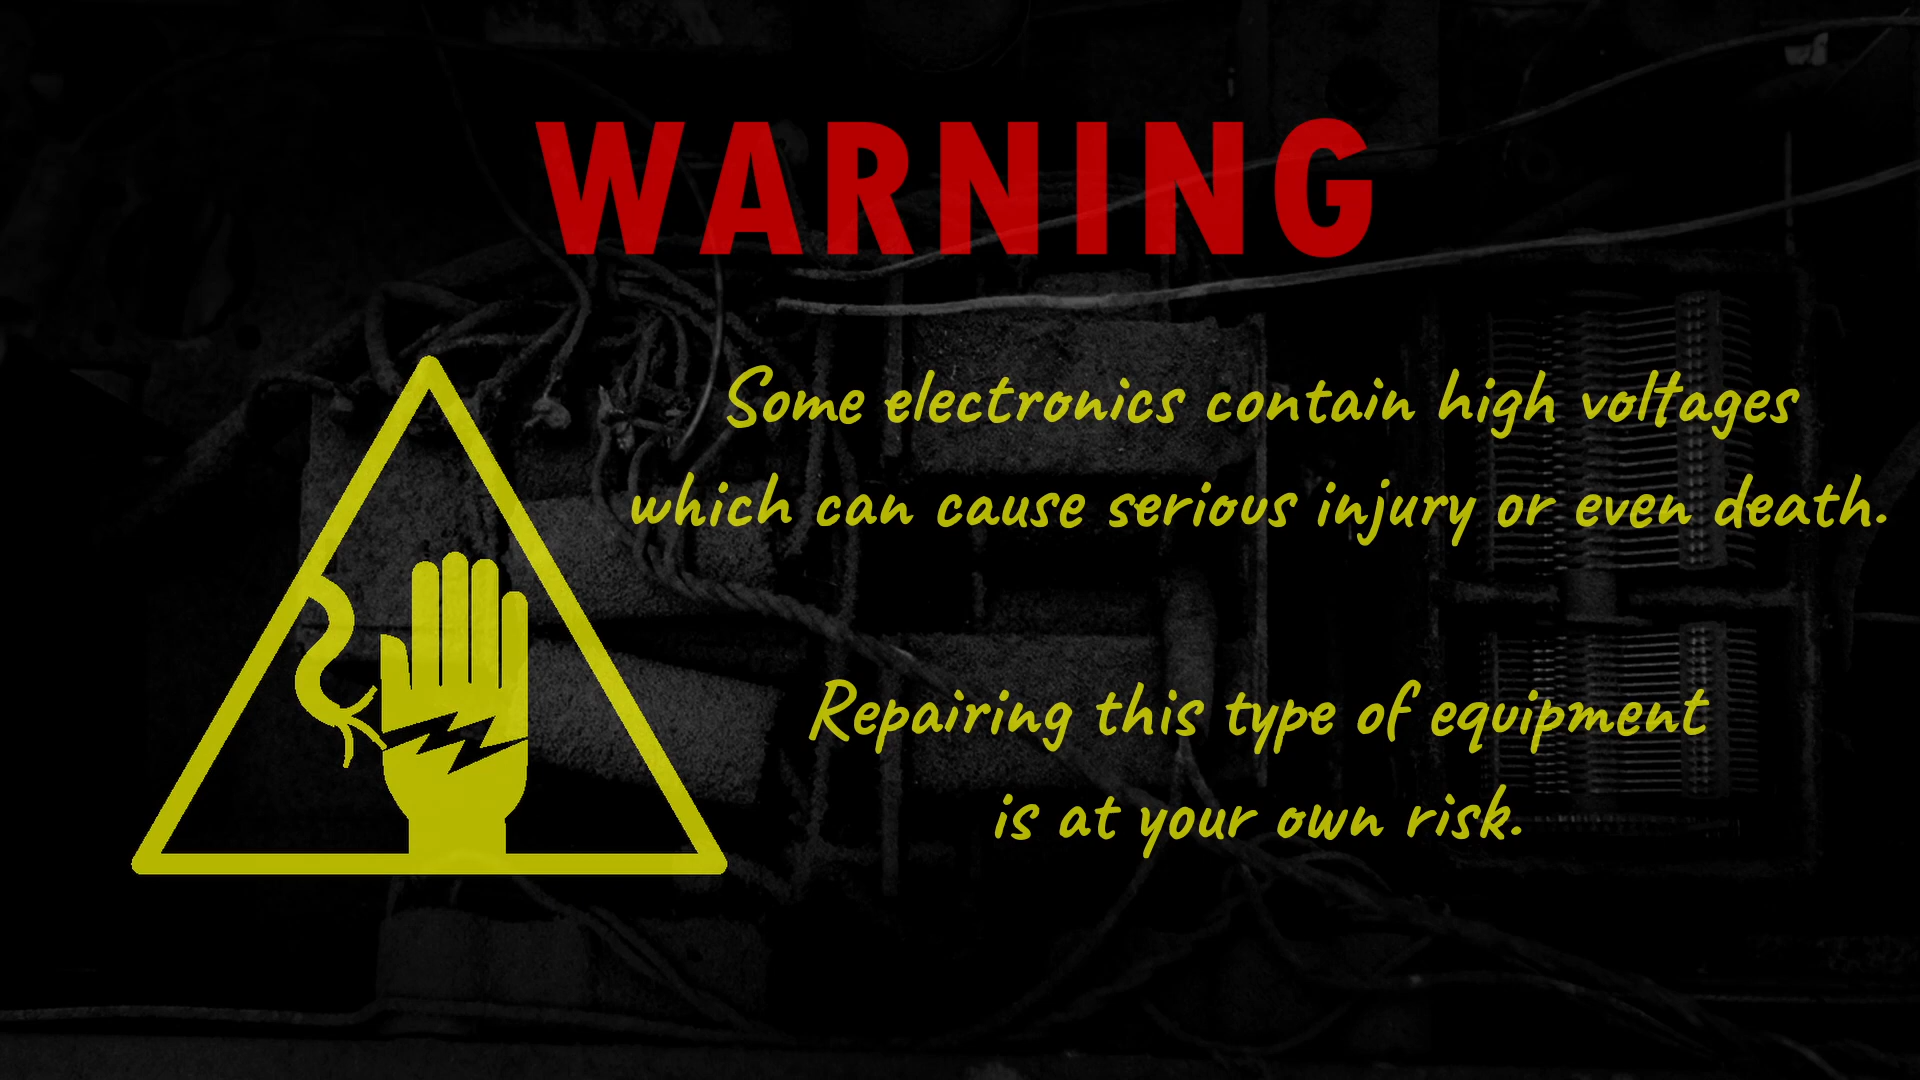 WARNING
Some electronics contain high voltages
which can cause serious injury or even death.
Repairing this type of equipment
is at your own risk.